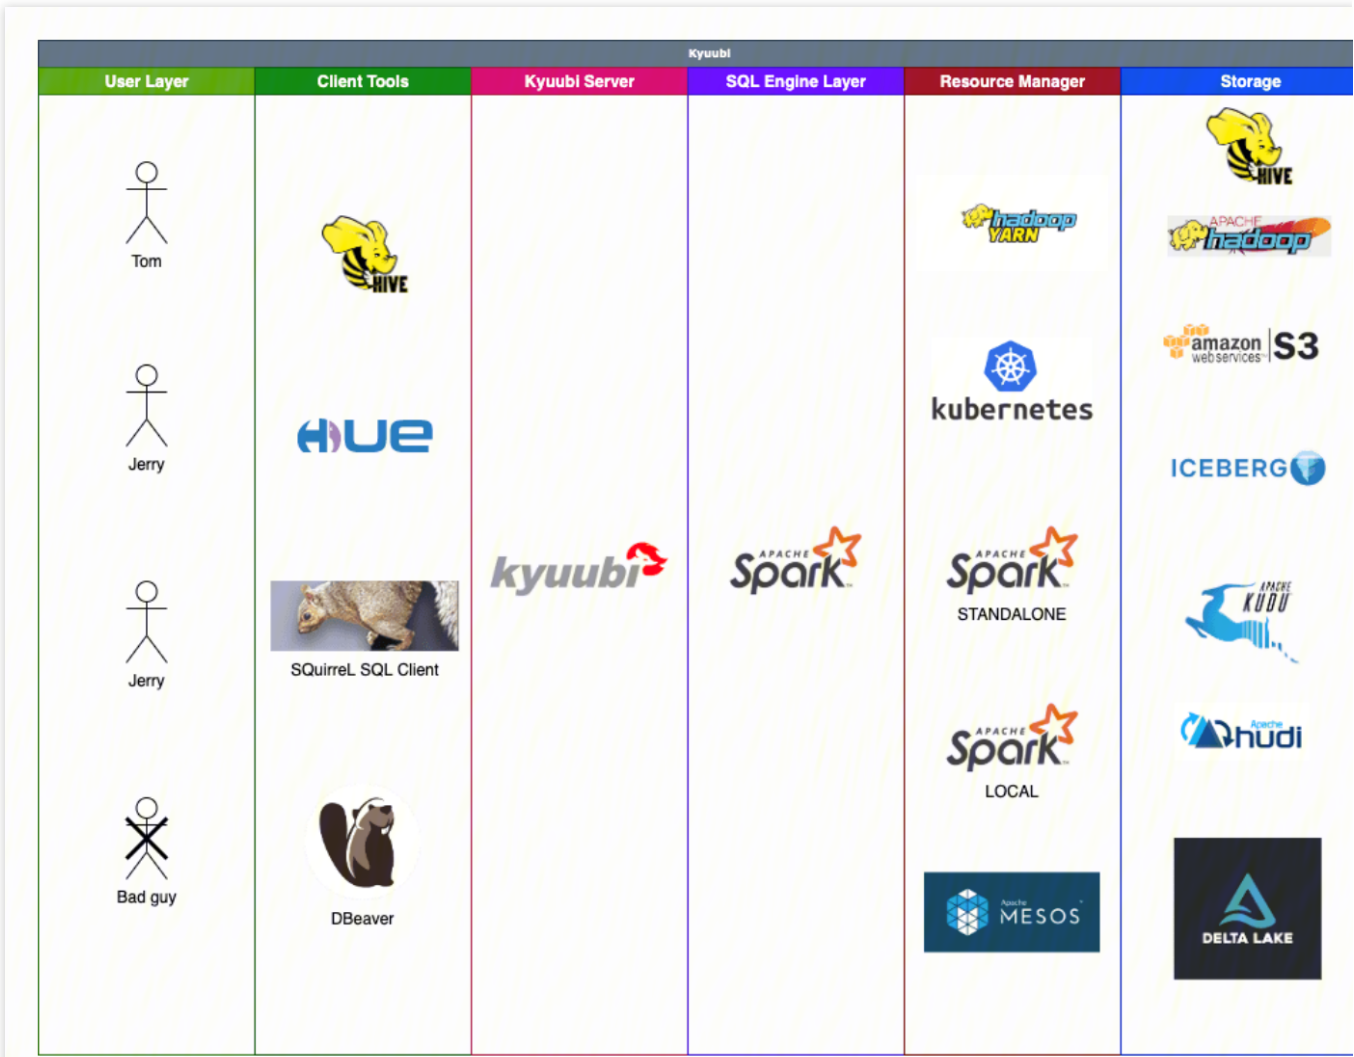 Kyuubi
User Layer
Client Tools
Kyuubi Server
SQL Engine Layer
Resource Manager
Storage
Tom
Jerry
Jerry
Bad guy
HIVE
HUE
SQuirreL SQL Client
DBeaver
kyuubi
APACHE
Spark
hadoop
YARN
kubernetes
APACHE
Spark
STANDALONE
APACHE
Spark
LOCAL
Apache
MESOS
HIVE
APACHE
hadoop
amazon
webservices
S3
ICEBERG
APACHE
KUDU
Apache
hudi
DELTA LAKE